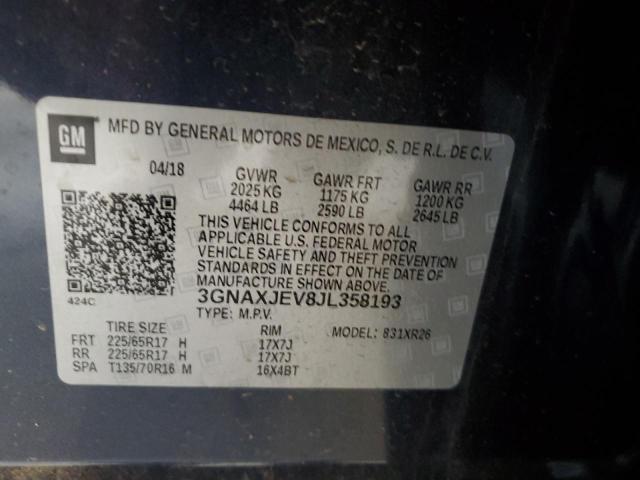 GM
MFD BY GENERAL MOTORS DE MEXICO, S. DE R.L. DE C.V.
04/18 GVWR GAWR FRT GAWR RR
2025 KG 1175 KG 1200 KG
4464 LB 2590 LB 2645 LB
THIS VEHICLE CONFORMS TO ALL
APPLICABLE U.S. FEDERAL MOTOR
VEHICLE SAFETY AND THEFT PREVENTION
STANDARDS IN EFFECT ON THE DATE OF
MANUFACTURE SHOWN ABOVE.
424C 3GNAXJEV8JL358193
TYPE: M.P.V.
TIRE SIZE RIM MODEL: 831XR26
FRT 225/65R17 H 17X7J
RR 225/65R17 H 17X7J
SPA T135/70R16 M 16X4BT